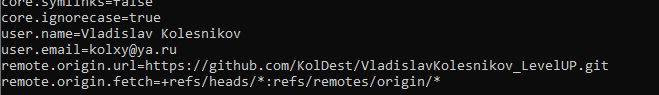 core.symlinks=false
core.ignorecase=true
user.name=Vladislav Kolesnikov
user.email=kolxy@ya.ru
remote.origin.url=https://github.com/KolDest/VladislavKolesnikov_LevelUP.git
remote.origin.fetch=+refs/heads/*:refs/remotes/origin/*